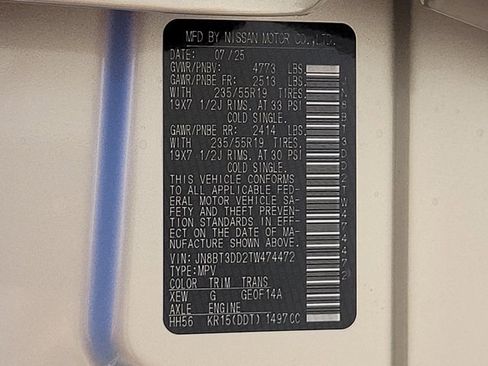 MFD BY NISSAN MOTOR CO.,LTD.
DATE: 07/25
GVWR/PNBV: 4773 LBS.
GAWR/PNBE FR: 2513 LBS.
WITH 235/55R19 TIRES.
19X7 1/2J RIMS. AT 33 PSI
COLD SINGLE.
GAWR/PNBE RR: 2414 LBS.
WITH 235/55R19 TIRES.
19X7 1/2J RIMS. AT 30 PSI
COLD SINGLE.
THIS VEHICLE CONFORMS
TO ALL APPLICABLE FED-
ERAL MOTOR VEHICLE SA-
FETY AND THEFT PREVEN-
TION STANDARDS IN EFF-
ECT ON THE DATE OF MA-
NUFACTURE SHOWN ABOVE.
VIN: JN8BT3DD2TW474472
TYPE:MPV
COLOR TRIM TRANS
XEW G GEOF14A
AXLE ENGINE
HH56 KR15(DDT) 1497CC
JN8BT3DD2TW474472